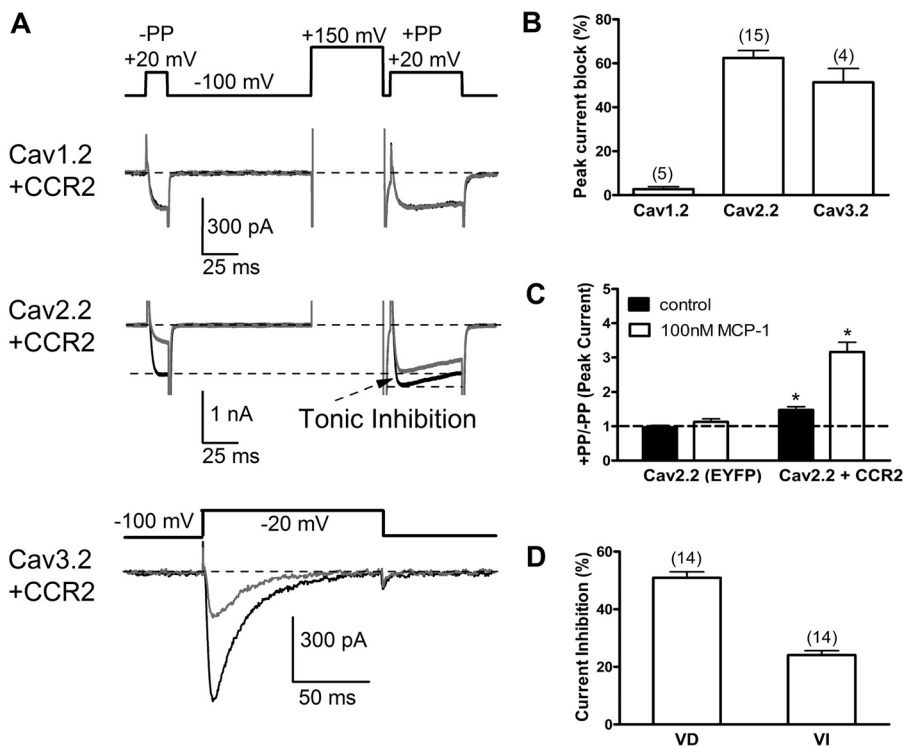 A
-PP
+20 mV
-100 mV
+150 mV
+PP
+20 mV
Cav1.2
+CCR2
300 pA
25 ms
Cav2.2
+CCR2
1 nA
25 ms
Tonic Inhibition
-100 mV
-20 mV
Cav3.2
+CCR2
300 pA
50 ms
B
Peak current block (%)
80
60
40
20
0
(5)
(15)
(4)
Cav1.2
Cav2.2
Cav3.2
C
+PP/-PP (Peak Current)
5
4
3
2
1
0
control
100nM MCP-1
*
*
Cav2.2 (EYFP)
Cav2.2 + CCR2
D
Current Inhibition (%)
60
40
20
0
(14)
(14)
VD
VI